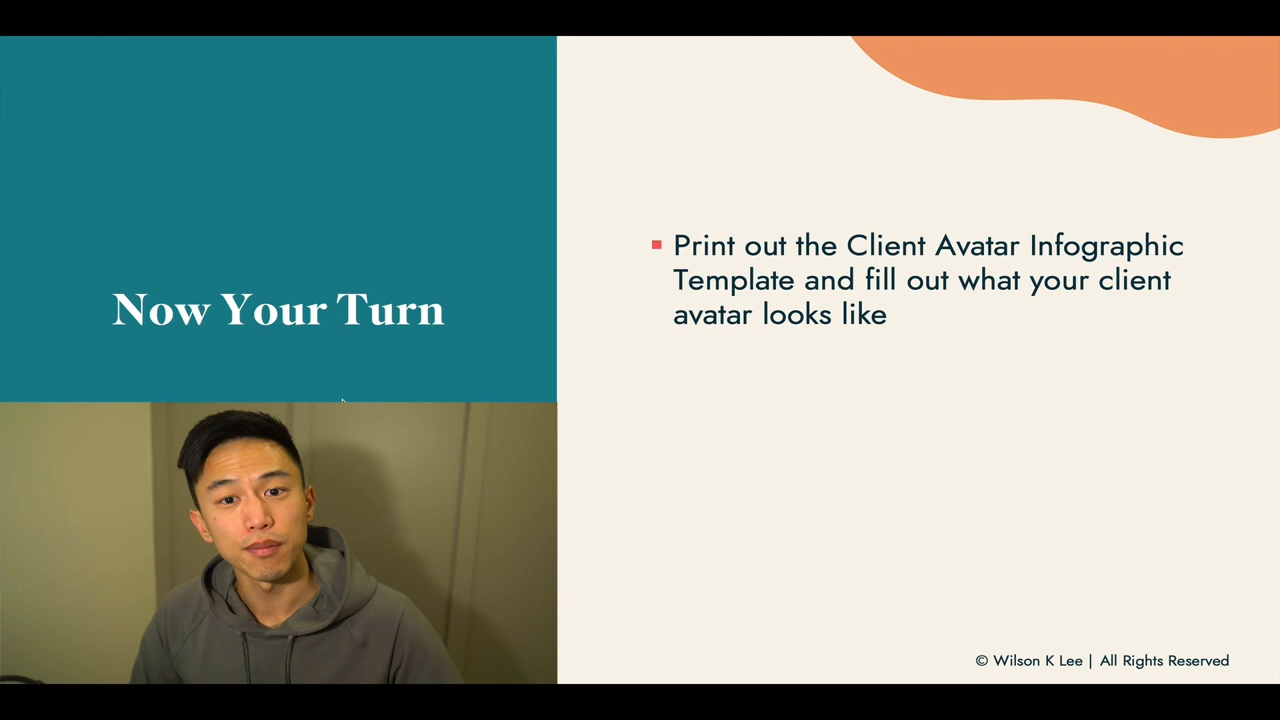 Now Your Turn
Print out the Client Avatar Infographic
Template and fill out what your client
avatar looks like
© Wilson K Lee | All Rights Reserved